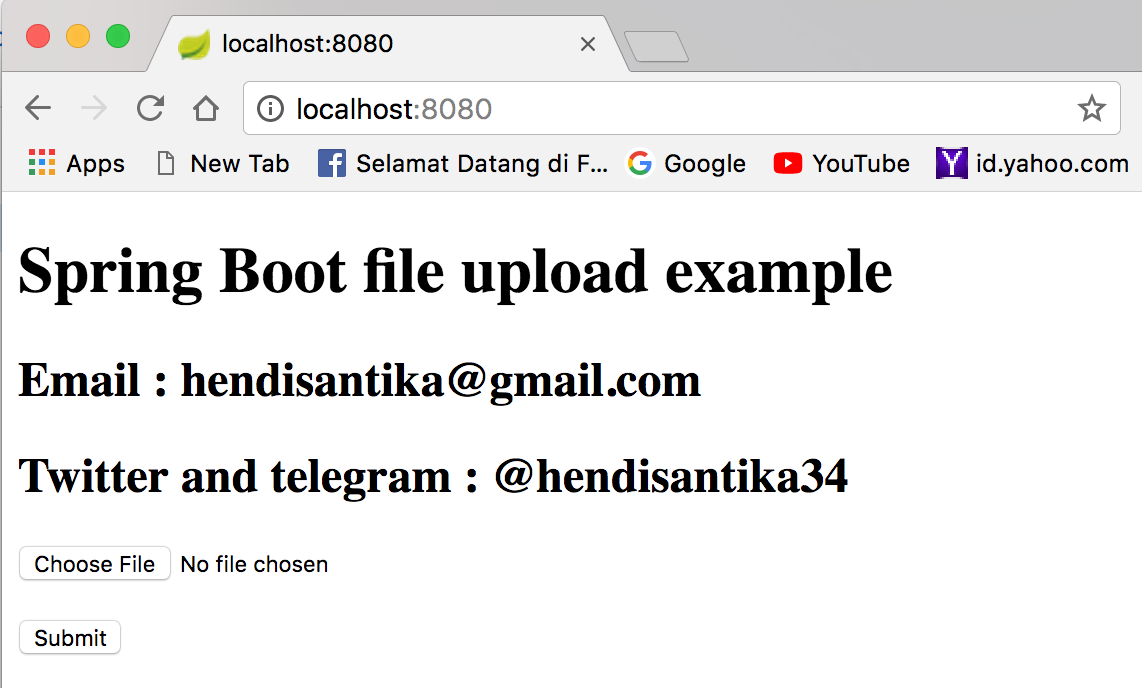 localhost:8080
localhost:8080
Apps New Tab Selamat Datang di F... Google YouTube id.yahoo.com
Spring Boot file upload example
Email : hendisantika@gmail.com
Twitter and telegram : @hendisantika34
Choose File No file chosen
Submit